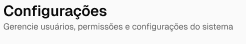 Configurações
Gerencie usuários, permissões e configurações do sistema